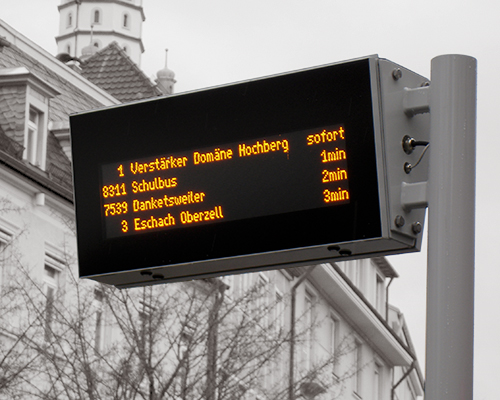 1 Verstärker Domäne Hochberg sofort
8311 Schulbus 1min
7539 Danketsweiler 2min
3 Eschach Oberzell 3min